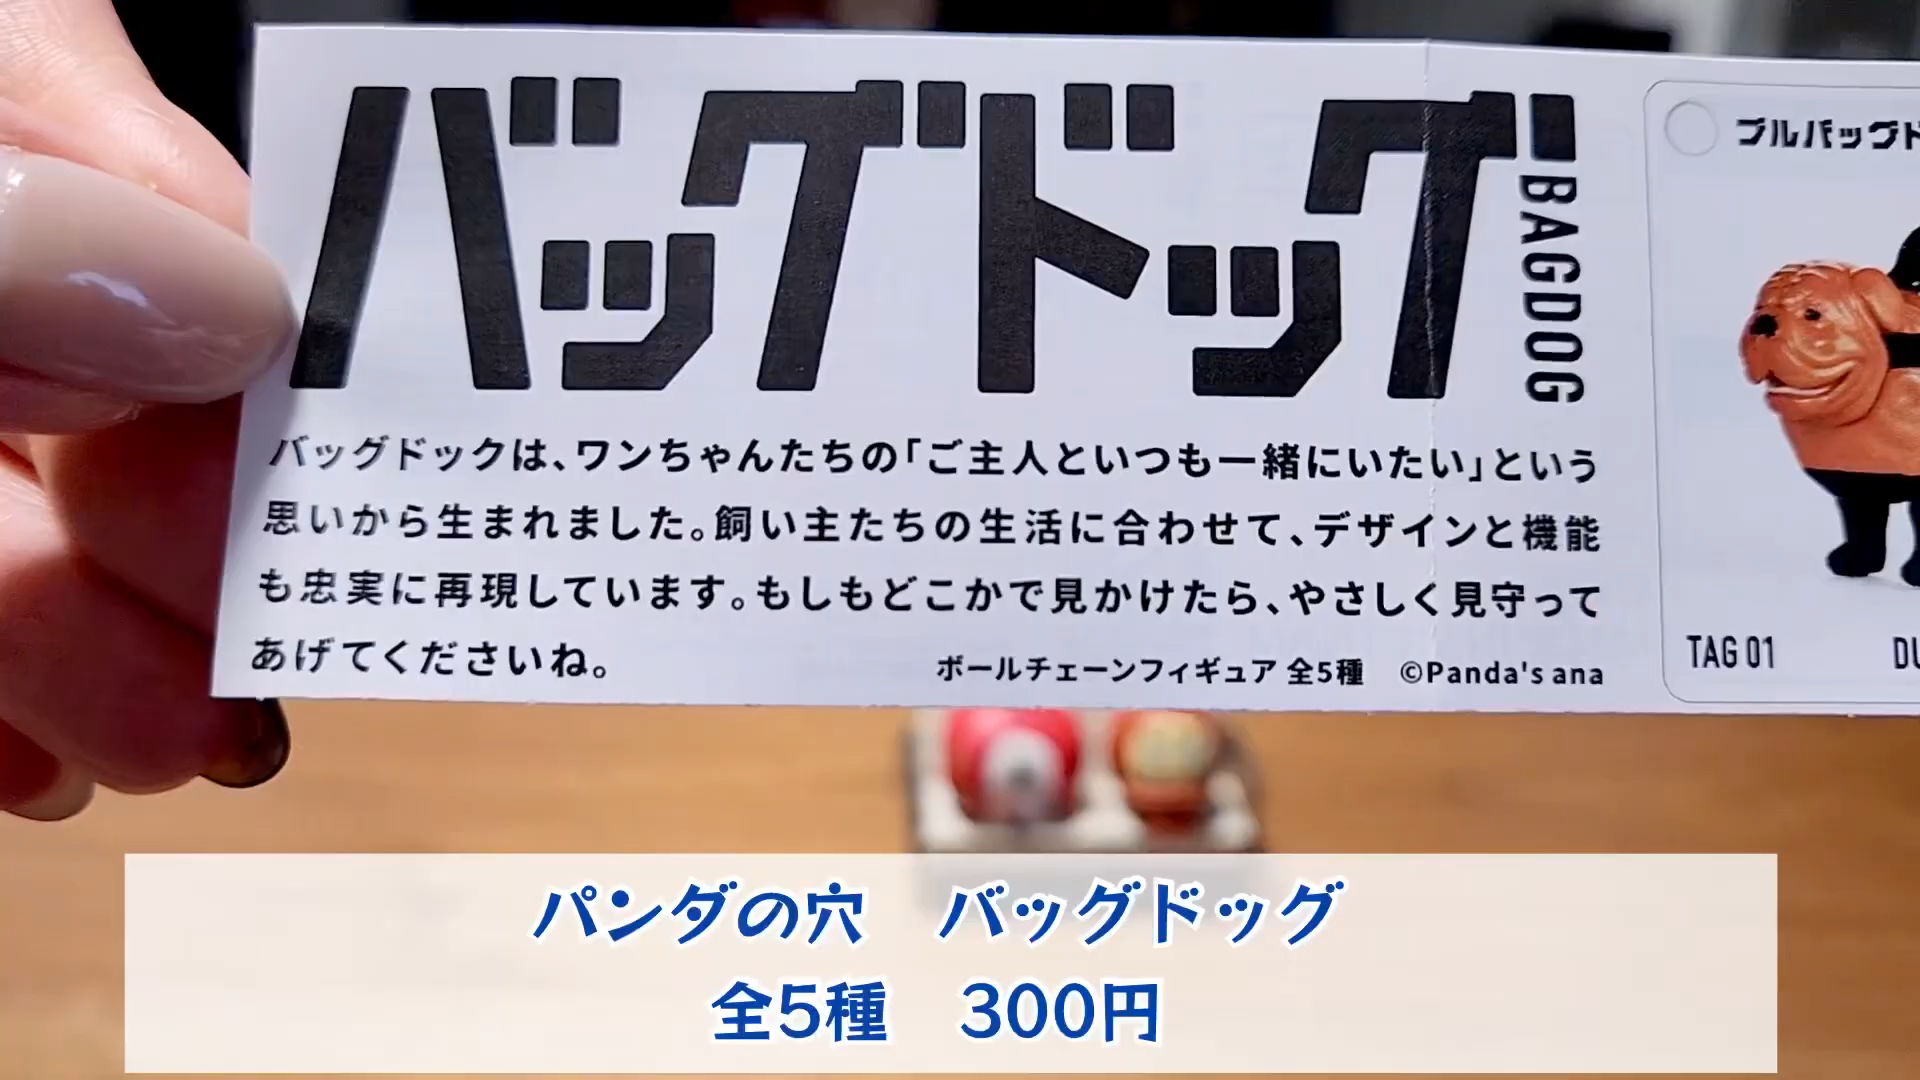 バッグドッグ
BAGDOG
バッグドックは、ワンちゃんたちの「ご主人といつも一緒にいたい」という
思いから生まれました。飼い主たちの生活に合わせて、デザインと機能
も忠実に再現しています。もしもどこかで見かけたら、やさしく見守って
あげてくださいね。
ボールチェーンフィギュア 全5種 ©Panda's ana
ブルバッグド
TAG 01
パンダの穴 バッグドッグ
全5種 300円